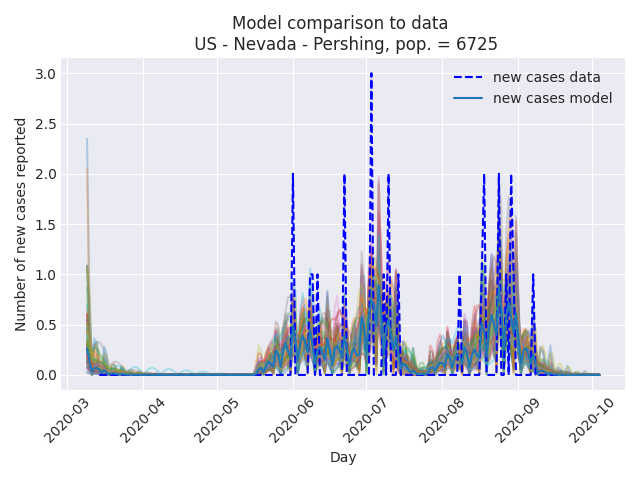 Model comparison to data
US - Nevada - Pershing, pop. = 6725
new cases data
new cases model
Number of new cases reported
3.0
2.5
2.0
1.5
1.0
0.5
0.0
2020-03
2020-04
2020-05
2020-06
2020-07
2020-08
2020-09
2020-10
Day